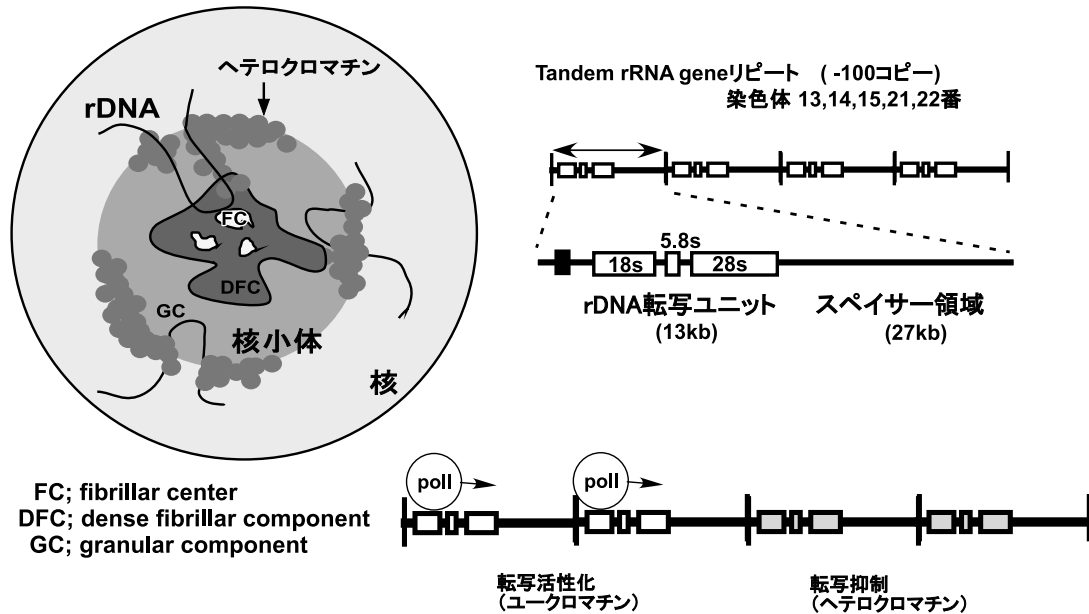 ヘテロクロマチン
rDNA
FC
DFC
GC
核小体
核
FC; fibrillar center
DFC; dense fibrillar component
GC; granular component
Tandem rRNA geneリピート ( -100コピー)
染色体 13,14,15,21,22番
5.8s
18s
28s
rDNA転写ユニット
(13kb)
スペイサー領域
(27kb)
polI
polI
転写活性化
(ユークロマチン)
転写抑制
(ヘテロクロマチン)